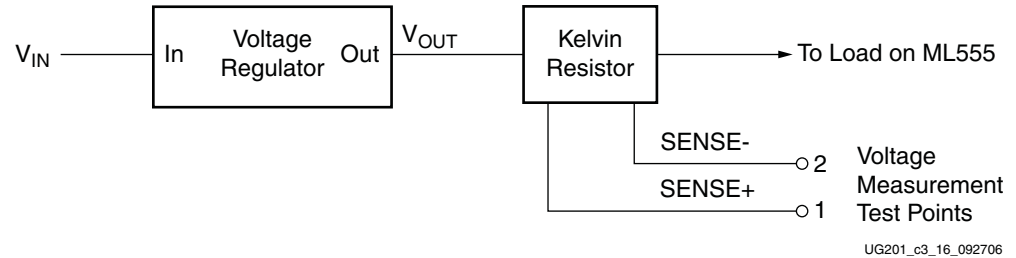 V_IN
In
Voltage
Regulator
Out
V_OUT
Kelvin
Resistor
To Load on ML555
SENSE-
2
SENSE+
1
Voltage
Measurement
Test Points
UG201_c3_16_092706